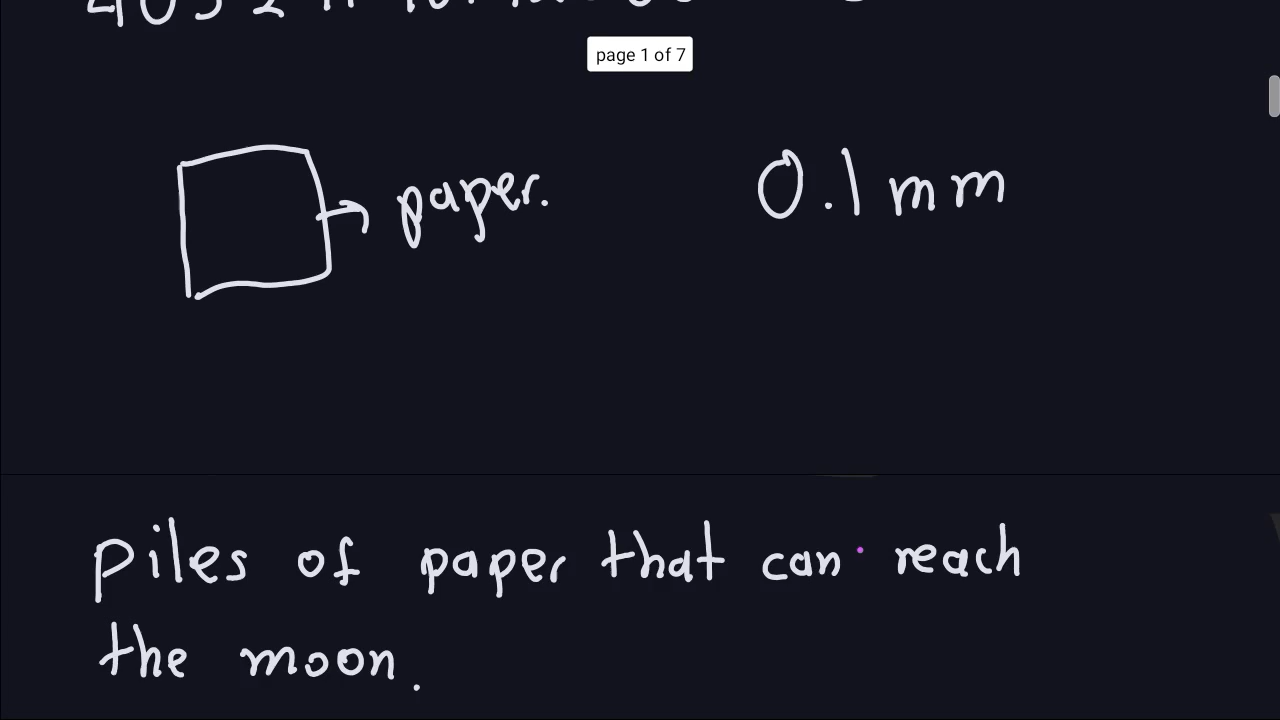 page 1 of 7
paper.
0.1 mm
piles of paper that can reach
the moon.